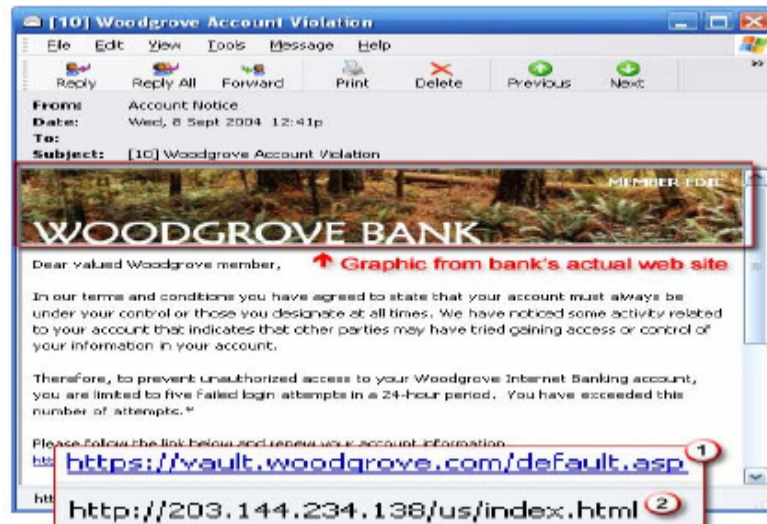 [10] Woodgrove Account Violation
File Edit View Tools Message Help
Reply Reply All Forward Print Delete Previous Next
From: Account Notice
Date: Wed, 8 Sept 2004 12:41p
To:
Subject: [10] Woodgrove Account Violation
MEMBER FDIC
WOODGROVE BANK
Dear valued Woodgrove member,
↑ Graphic from bank's actual web site
In our terms and conditions you have agreed to state that your account must always be
under your control or those you designate at all times. We have noticed some activity related
to your account that indicates that other parties may have tried gaining access or control of
your information in your account.
Therefore, to prevent unauthorized access to your Woodgrove Internet Banking account,
you are limited to five failed login attempts in a 24-hour period. You have exceeded this
number of attempts.*
Please follow the link below and renew your account information
https://vault.woodgrove.com/default.asp 1
http://203.144.234.138/us/index.html 2